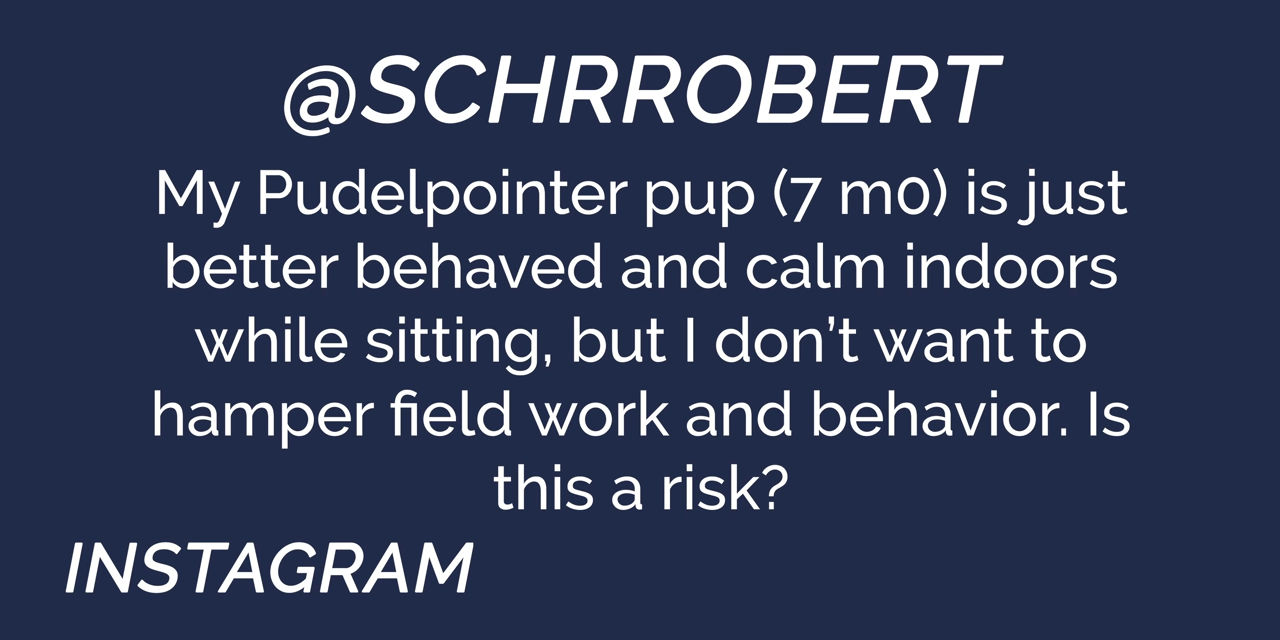 @SCHRROBERT
My Pudelpointer pup (7 m0) is just
better behaved and calm indoors
while sitting, but I don’t want to
hamper field work and behavior. Is
this a risk?
INSTAGRAM